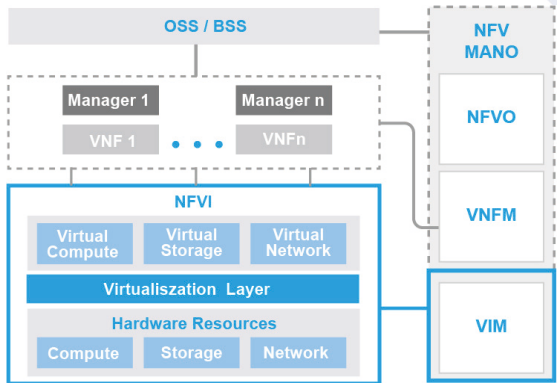 OSS / BSS
NFV
MANO
Manager 1
Manager n
VNF 1
VNFn
NFVO
VNFM
NFVI
Virtual
Compute
Virtual
Storage
Virtual
Network
Virtualiszation Layer
Hardware Resources
Compute
Storage
Network
VIM